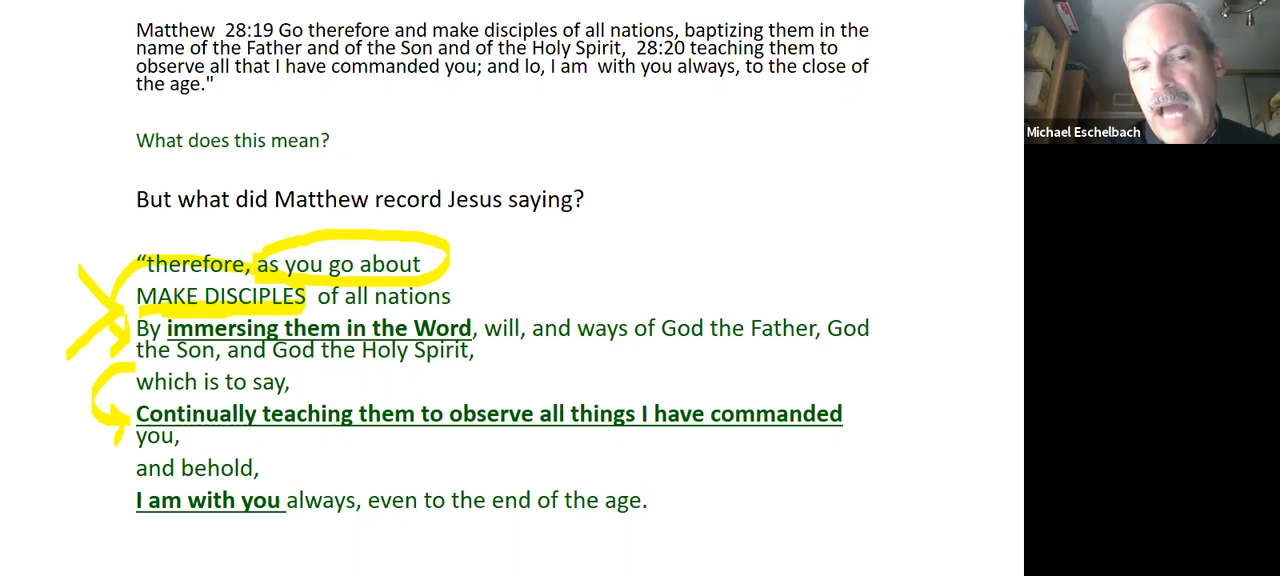 Matthew  28:19 Go therefore and make disciples of all nations, baptizing them in the
name of the Father and of the Son and of the Holy Spirit,  28:20 teaching them to
observe all that I have commanded you; and lo, I am  with you always, to the close of
the age."
What does this mean?
But what did Matthew record Jesus saying?
“therefore, as you go about
MAKE DISCIPLES  of all nations
By immersing them in the Word, will, and ways of God the Father, God
the Son, and God the Holy Spirit,
which is to say,
Continually teaching them to observe all things I have commanded
you,
and behold,
I am with you always, even to the end of the age.
Michael Eschelbach